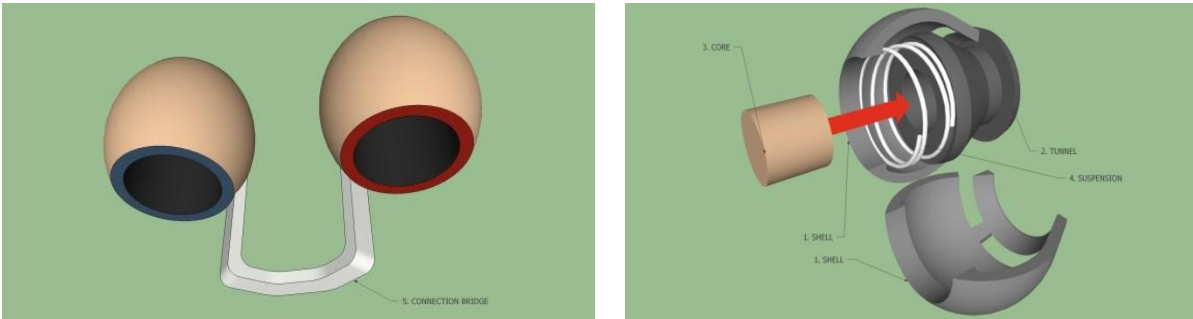 5. CONNECTION BRIDGE
3. CORE
2. TUNNEL
4. SUSPENSION
1. SHELL
1. SHELL